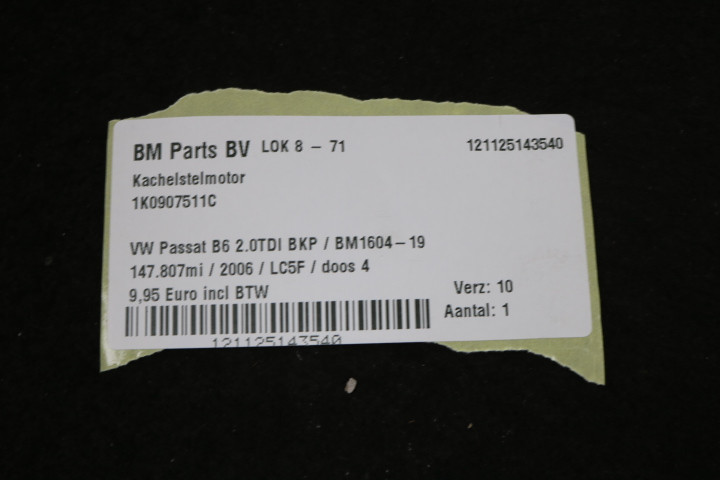 BM Parts BV LOK 8 – 71 121125143540
Kachelstelmotor
1K0907511C
VW Passat B6 2.0TDI BKP / BM1604-19
147.807mi / 2006 / LC5F / doos 4
9,95 Euro incl BTW Verz: 10
Aantal: 1
121125143540